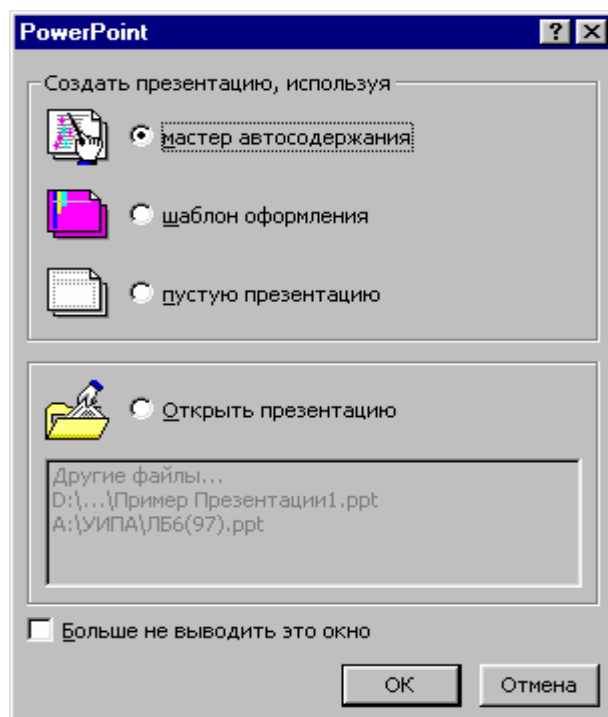 PowerPoint
Создать презентацию, используя
мастер автосодержания
шаблон оформления
пустую презентацию
Открыть презентацию
Другие файлы...
D:\...\Пример Презентации1.ppt
A:\УИПА\ЛБ6(97).ppt
Больше не выводить это окно
ОК
Отмена